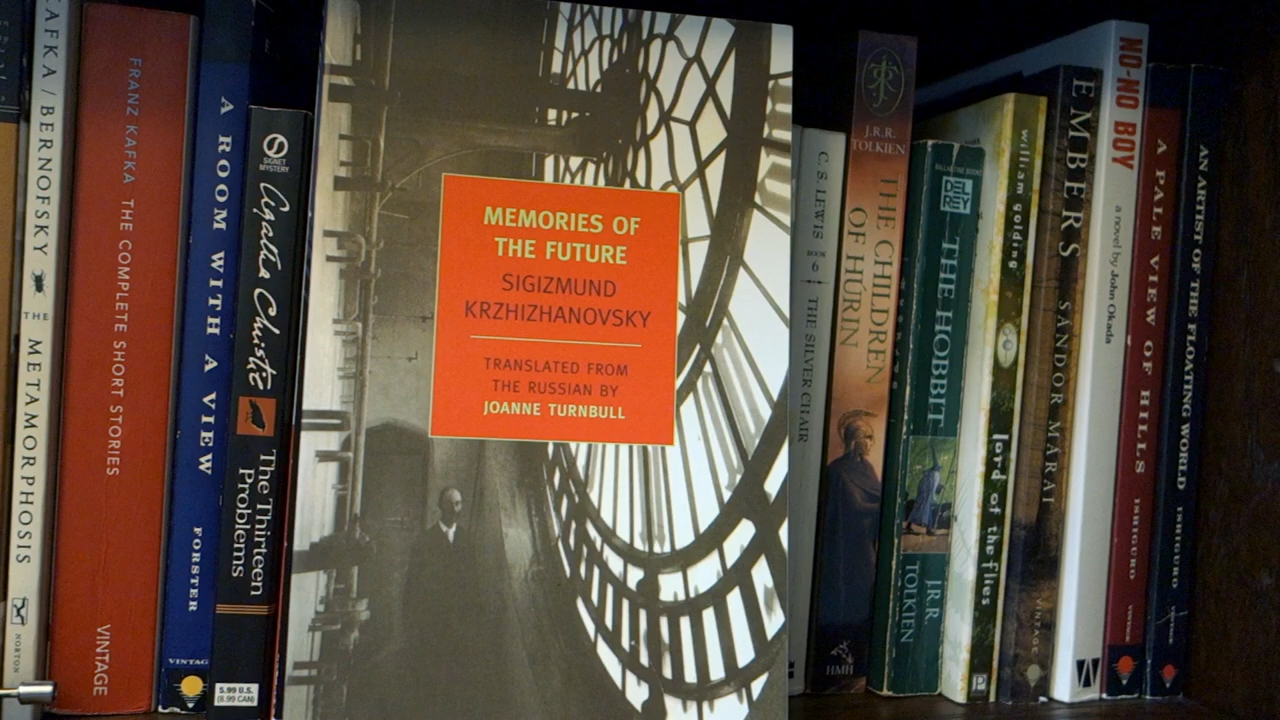 KAFKA / BERNOFSKY THE METAMORPHOSIS NORTON
FRANZ KAFKA THE COMPLETE SHORT STORIES VINTAGE
A ROOM WITH A VIEW FORSTER VINTAGE
SIGNET
MYSTERY
Agatha Christie
The Thirteen
Problems
5.99 U.S.
(8.99 CAN)
MEMORIES OF
THE FUTURE
SIGIZMUND
KRZHIZHANOVSKY
TRANSLATED FROM
THE RUSSIAN BY
JOANNE TURNBULL
C. S. LEWIS BOOK 6 THE SILVER CHAIR
J.R.R.
TOLKIEN
THE CHILDREN
OF HÚRIN
HMH
BALLANTINE BOOKS
DEL
REY
THE HOBBIT
J.R.R.
TOLKIEN
william golding lord of the flies
EMBERS SÁNDOR MÁRAI VINTAGE
NO-NO BOY a novel by John Okada W
A PALE VIEW OF HILLS ISHIGURO VINTAGE
AN ARTIST OF THE FLOATING WORLD ISHIGURO